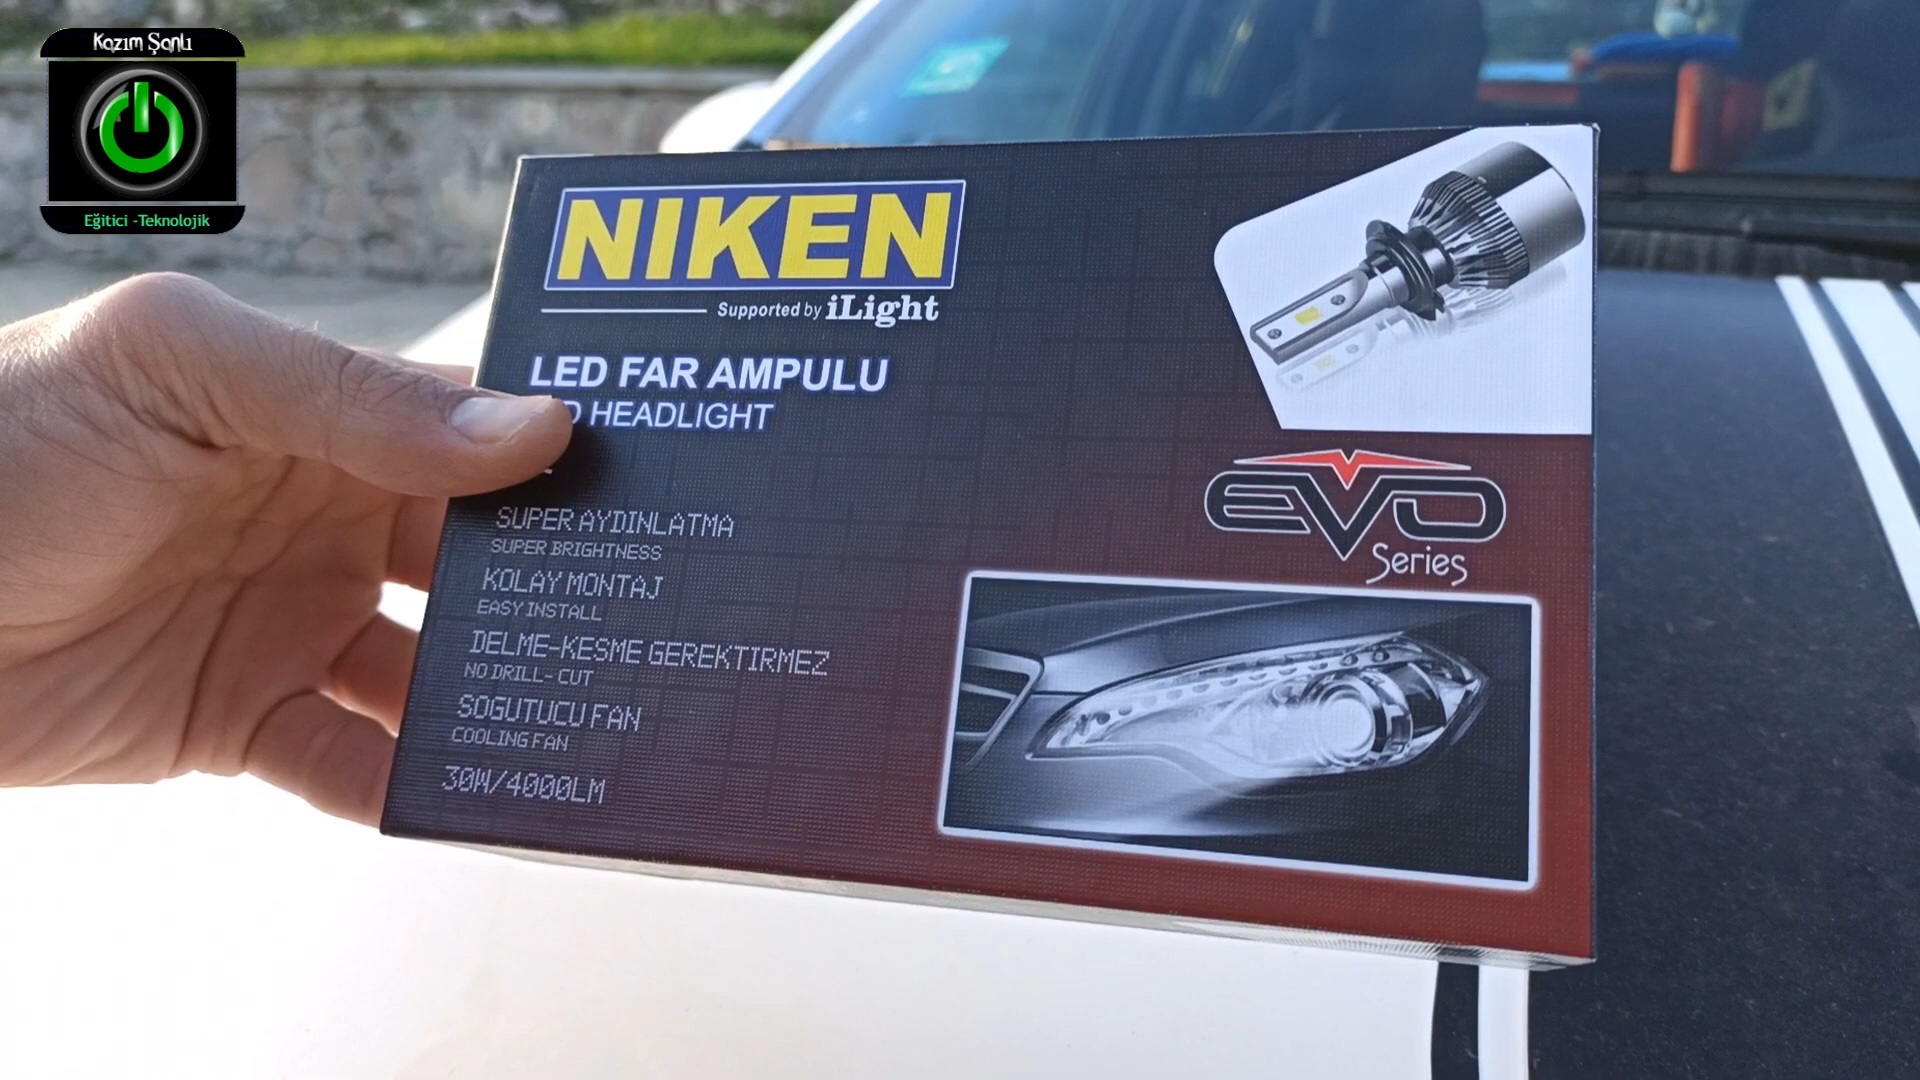 Kazım Şanlı
Eğitici -Teknolojik
NIKEN
Supported by iLight
LED FAR AMPULU
HEADLIGHT
EVO
Series
SUPER AYDINLATMA
SUPER BRIGHTNESS
KOLAY MONTAJ
EASY INSTALL
DELME-KESME GEREKTIRMEZ
NO DRILL- CUT
SOGUTUCU FAN
COOLING FAN
30W/4000LM